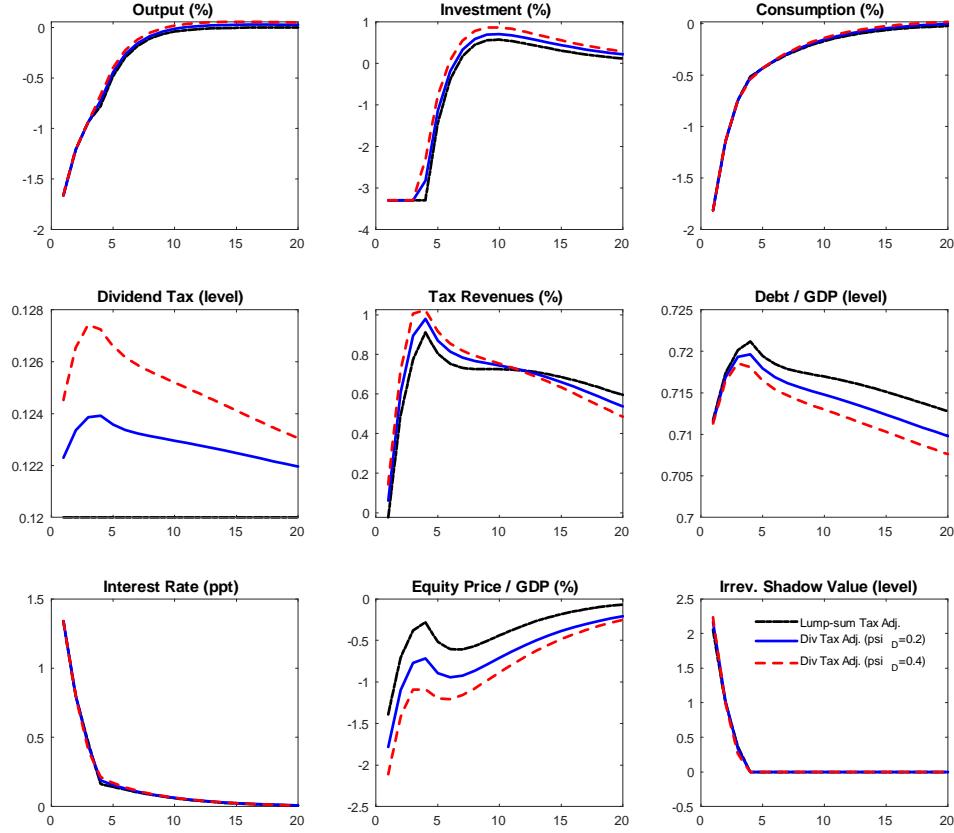 Output (%)
0
-0.5
-1
-1.5
-2
0 5 10 15 20
Investment (%)
1
0
-1
-2
-3
-4
0 5 10 15 20
Consumption (%)
0
-0.5
-1
-1.5
-2
0 5 10 15 20
Dividend Tax (level)
0.128
0.126
0.124
0.122
0.12
0 5 10 15 20
Tax Revenues (%)
1
0.8
0.6
0.4
0.2
0
0 5 10 15 20
Debt / GDP (level)
0.725
0.72
0.715
0.71
0.705
0.7
0 5 10 15 20
Interest Rate (ppt)
1.5
1
0.5
0
0 5 10 15 20
Equity Price / GDP (%)
0
-0.5
-1
-1.5
-2
-2.5
0 5 10 15 20
Irrev. Shadow Value (level)
2.5
2
1.5
1
0.5
0
-0.5
0 5 10 15 20
Lump-sum Tax Adj.
Div Tax Adj. (psi D=0.2)
Div Tax Adj. (psi D=0.4)